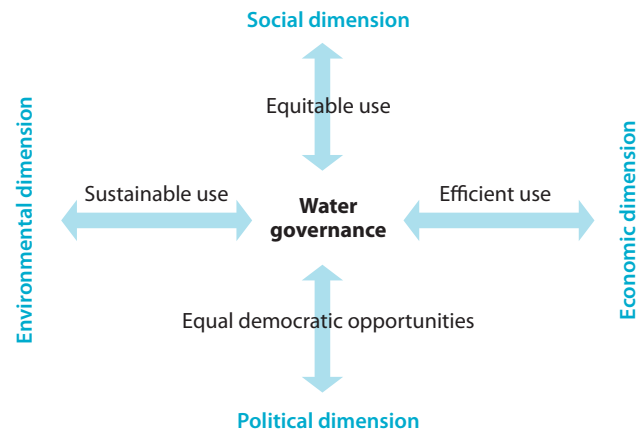 Social dimension
Equitable use
Environmental dimension
Sustainable use
Water
governance
Efficient use
Economic dimension
Equal democratic opportunities
Political dimension